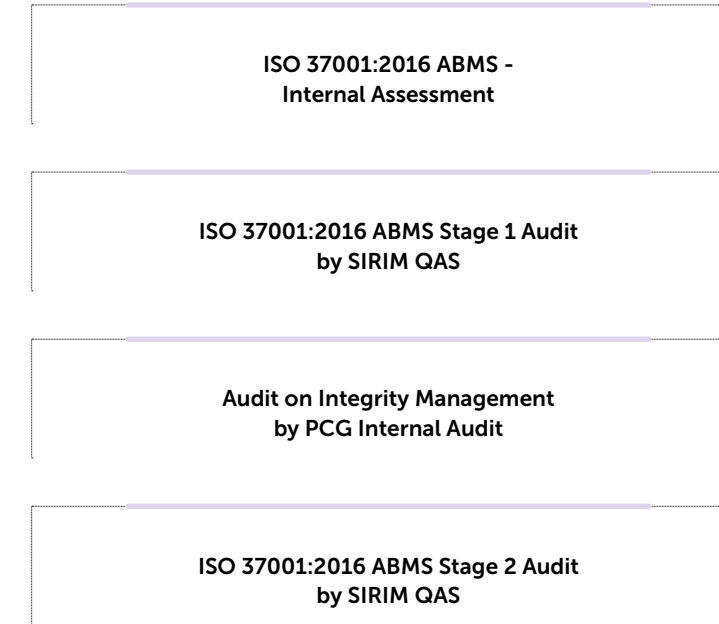 ISO 37001:2016 ABMS -
Internal Assessment
ISO 37001:2016 ABMS Stage 1 Audit
by SIRIM QAS
Audit on Integrity Management
by PCG Internal Audit
ISO 37001:2016 ABMS Stage 2 Audit
by SIRIM QAS